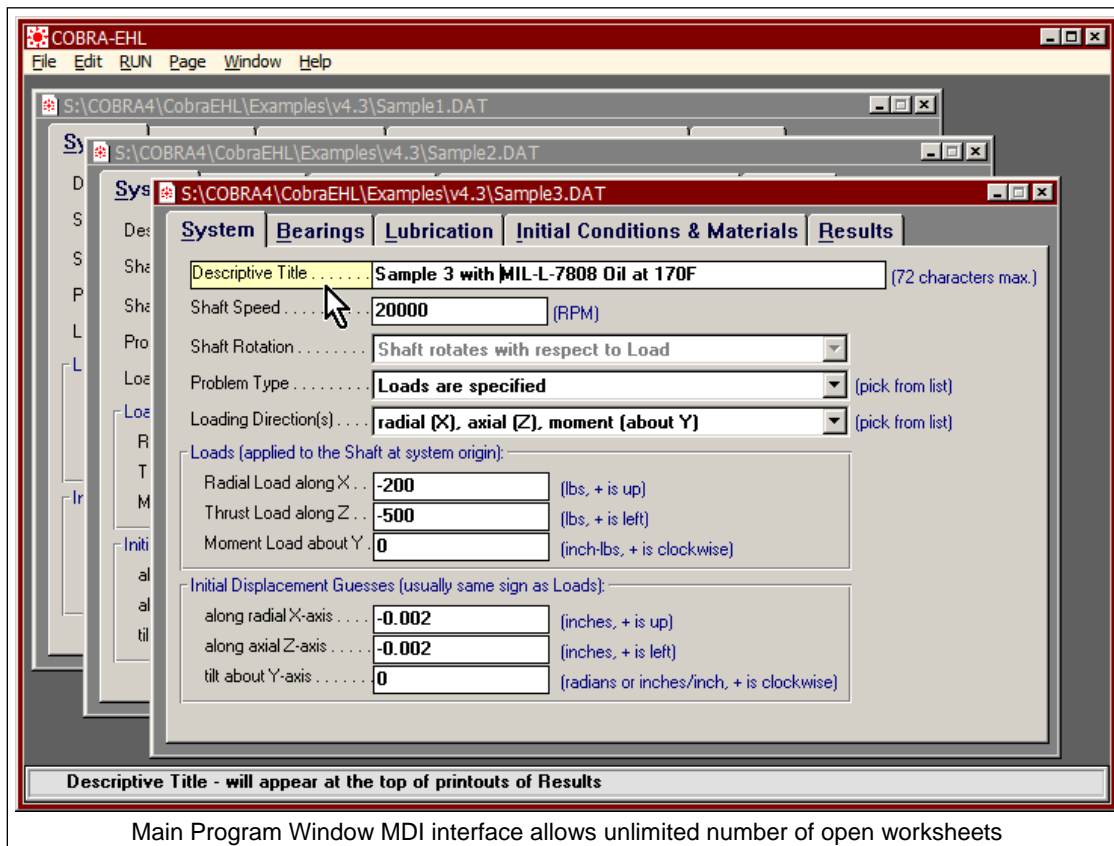 COBRA-EHL
File Edit RUN Page Window Help
S:\COBRA4\CobraEHL\Examples\v4.3\Sample1.DAT
S:\COBRA4\CobraEHL\Examples\v4.3\Sample2.DAT
S:\COBRA4\CobraEHL\Examples\v4.3\Sample3.DAT
System Bearings Lubrication Initial Conditions & Materials Results
Descriptive Title . . . . . . . Sample 3 with MIL-L-7808 Oil at 170F (72 characters max.)
Shaft Speed . . . . . . . . . . 20000 (RPM)
Shaft Rotation . . . . . . . . Shaft rotates with respect to Load
Problem Type . . . . . . . . . Loads are specified (pick from list)
Loading Direction(s) . . . . radial (X), axial (Z), moment (about Y) (pick from list)
Loads (applied to the Shaft at system origin):
Radial Load along X . . -200 (lbs, + is up)
Thrust Load along Z . . -500 (lbs, + is left)
Moment Load about Y . 0 (inch-lbs, + is clockwise)
Initial Displacement Guesses (usually same sign as Loads):
along radial X-axis . . . . -0.002 (inches, + is up)
along axial Z-axis . . . . . -0.002 (inches, + is left)
tilt about Y-axis . . . . . . . 0 (radians or inches/inch, + is clockwise)
Descriptive Title - will appear at the top of printouts of Results
Main Program Window MDI interface allows unlimited number of open worksheets